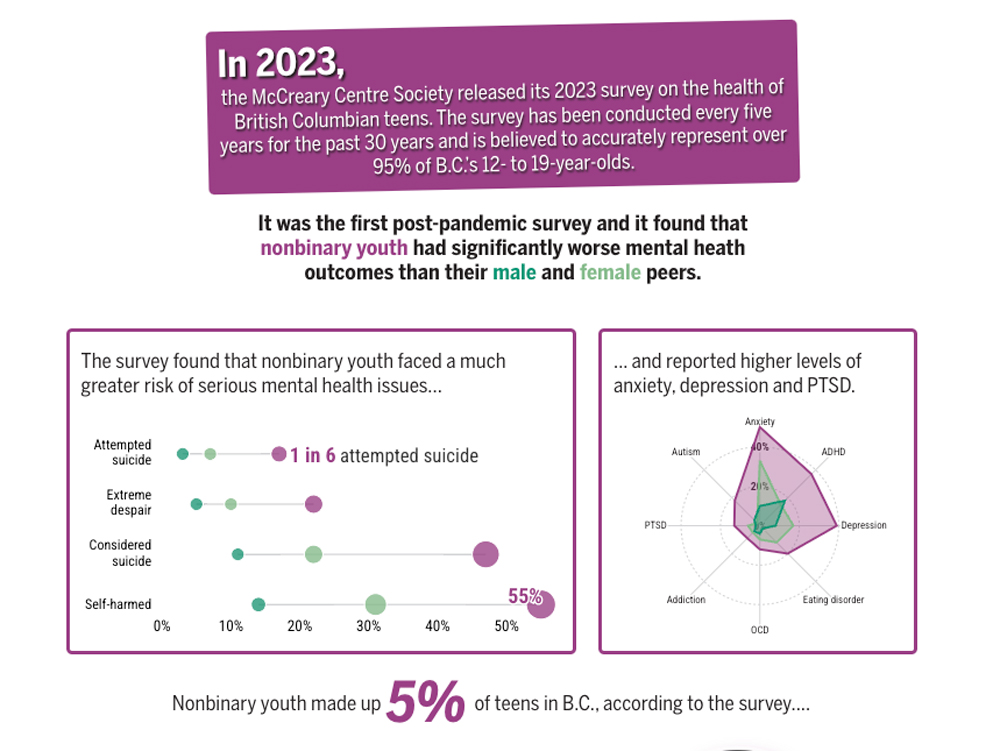 In 2023,
the McCreary Centre Society released its 2023 survey on the health of
British Columbian teens. The survey has been conducted every five
years for the past 30 years and is believed to accurately represent over
95% of B.C.'s 12- to 19-year-olds.
It was the first post-pandemic survey and it found that
nonbinary youth had significantly worse mental heath
outcomes than their male and female peers.
The survey found that nonbinary youth faced a much
greater risk of serious mental health issues...
Attempted
suicide
1 in 6 attempted suicide
Extreme
despair
Considered
suicide
Self-harmed
55%
0% 10% 20% 30% 40% 50%
... and reported higher levels of
anxiety, depression and PTSD.
Anxiety
40%
Autism
ADHD
20%
PTSD
0%
Depression
Addiction
Eating disorder
OCD
Nonbinary youth made up 5% of teens in B.C., according to the survey....